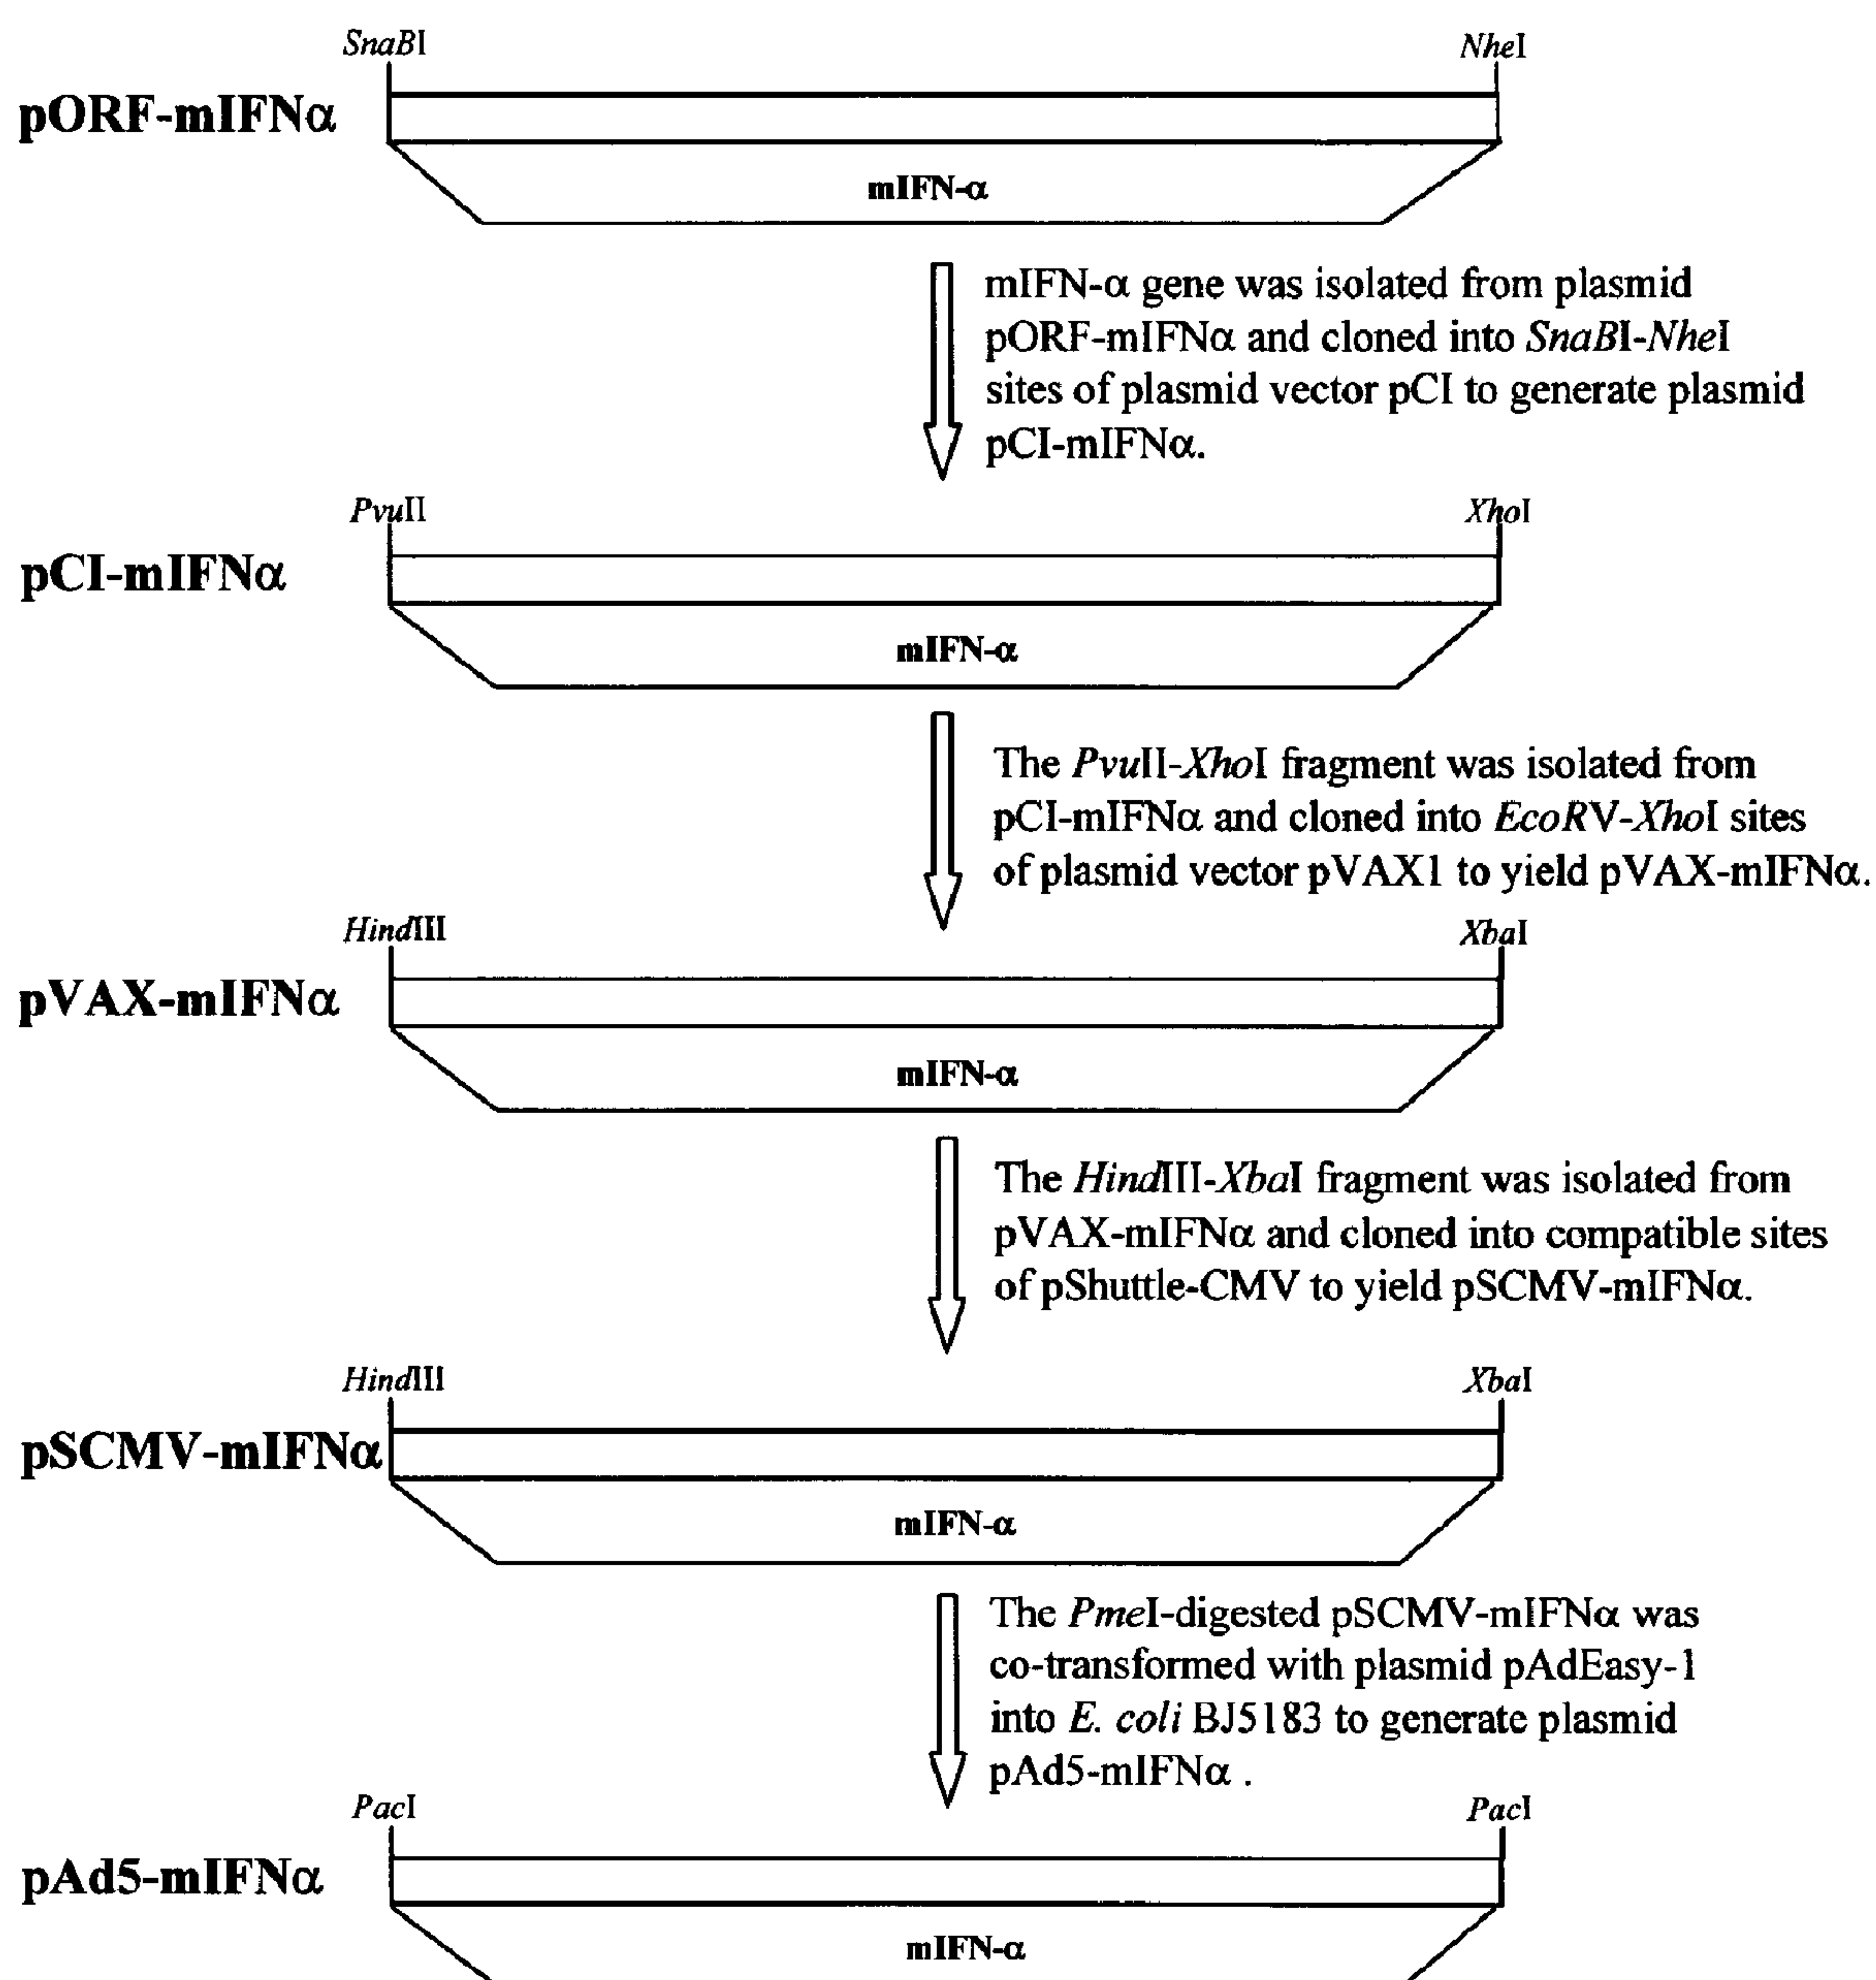 SnaBI NheI
pORF-mIFNα
mIFN-α
mIFN-α gene was isolated from plasmid
pORF-mIFNα and cloned into SnaBI-NheI
sites of plasmid vector pCI to generate plasmid
pCI-mIFNα.
PvuII XhoI
pCI-mIFNα
mIFN-α
The PvuII-XhoI fragment was isolated from
pCI-mIFNα and cloned into EcoRV-XhoI sites
of plasmid vector pVAX1 to yield pVAX-mIFNα.
HindIII XbaI
pVAX-mIFNα
mIFN-α
The HindIII-XbaI fragment was isolated from
pVAX-mIFNα and cloned into compatible sites
of pShuttle-CMV to yield pSCMV-mIFNα.
HindIII XbaI
pSCMV-mIFNα
mIFN-α
The PmeI-digested pSCMV-mIFNα was
co-transformed with plasmid pAdEasy-1
into E. coli BJ5183 to generate plasmid
pAd5-mIFNα .
PacI PacI
pAd5-mIFNα
mIFN-α